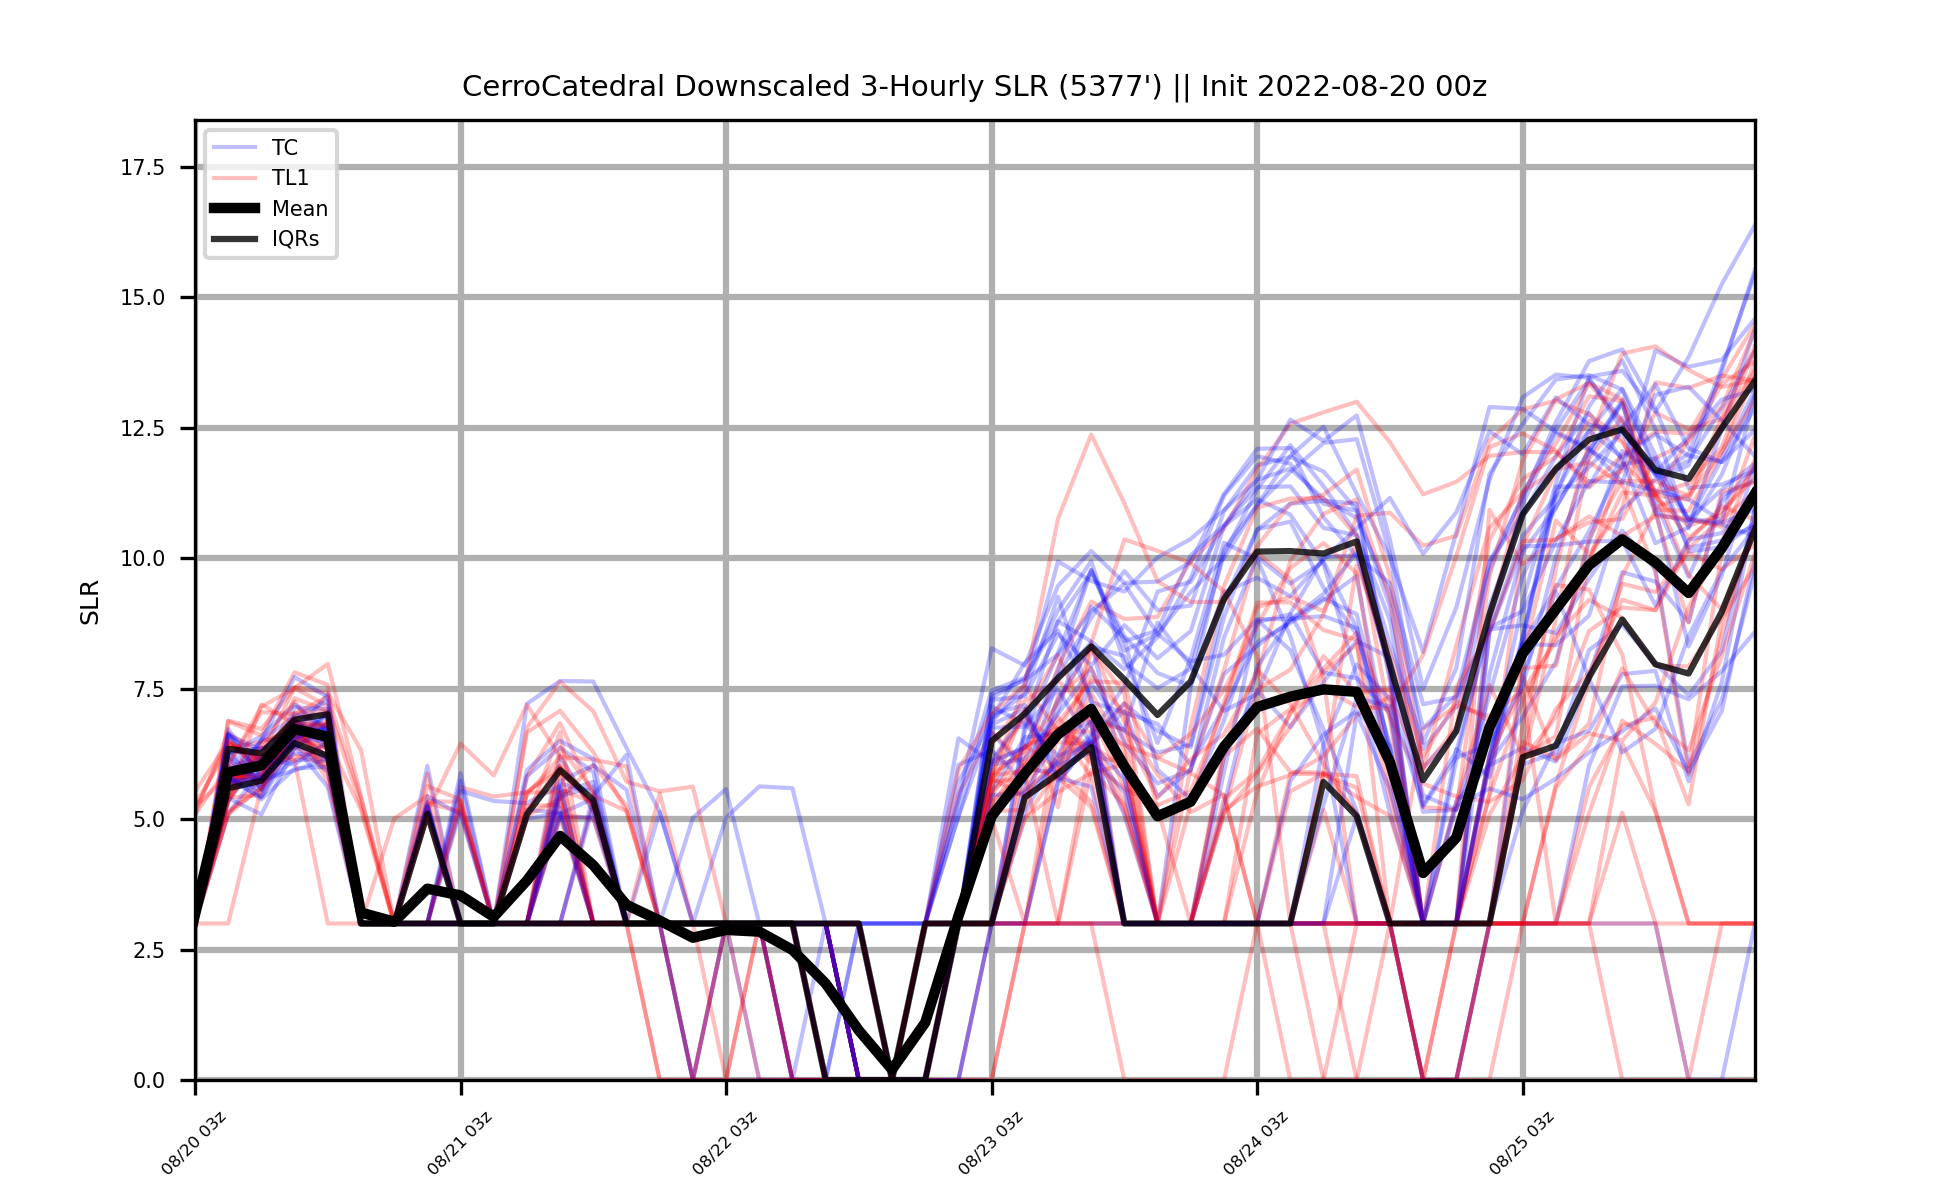 CerroCatedral Downscaled 3-Hourly SLR (5377') || Init 2022-08-20 00z
TC
TL1
Mean
IQRs
17.5
15.0
12.5
10.0
7.5
5.0
2.5
0.0
SLR
08/20 03z
08/21 03z
08/22 03z
08/23 03z
08/24 03z
08/25 03z